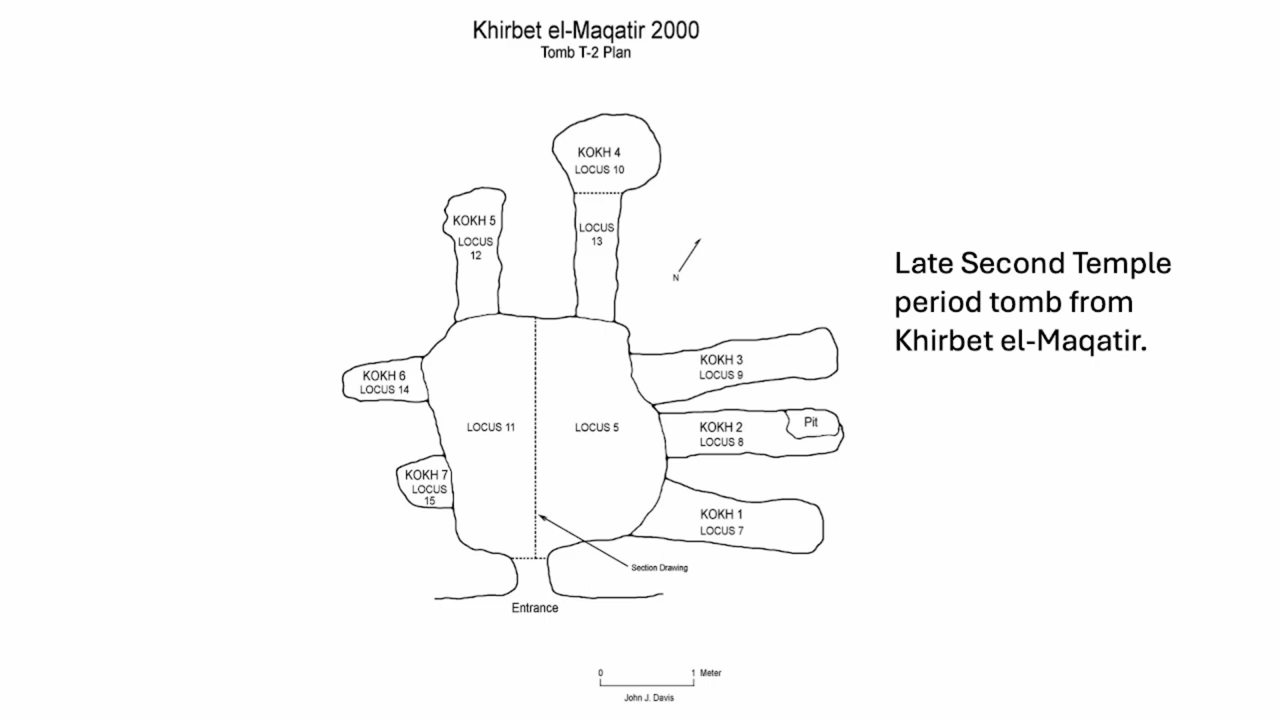 Khirbet el-Maqatir 2000
Tomb T-2 Plan
KOKH 4
LOCUS 10
KOKH 5
LOCUS
12
LOCUS
13
N
Late Second Temple
period tomb from
Khirbet el-Maqatir.
KOKH 3
LOCUS 9
KOKH 6
LOCUS 14
LOCUS 11
LOCUS 5
KOKH 2
LOCUS 8
Pit
KOKH 7
LOCUS
15
KOKH 1
LOCUS 7
Section Drawing
Entrance
0 1 Meter
John J. Davis